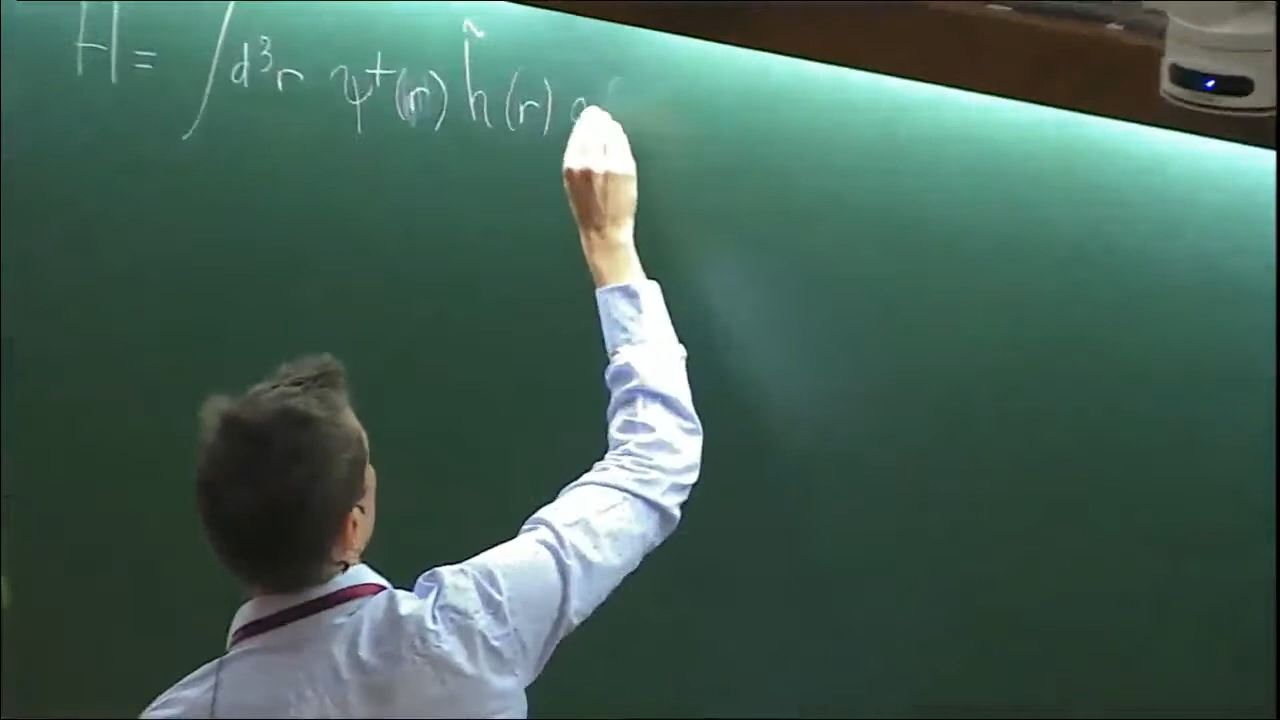 H = ∫ d³r ψ†(r) ĥ(r)